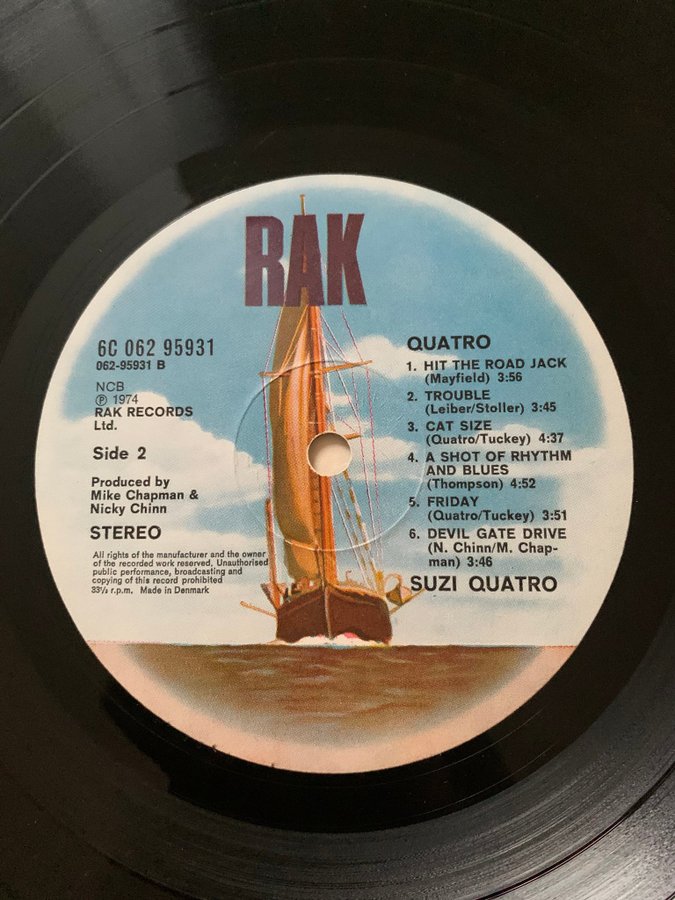 RAK
6C 062 95931
062-95931 B
NCB
Ⓟ 1974
RAK RECORDS
Ltd.
Side 2
Produced by
Mike Chapman &
Nicky Chinn
STEREO
All rights of the manufacturer and the owner
of the recorded work reserved. Unauthorised
public performance, broadcasting and
copying of this record prohibited
33⅓ r.p.m. Made in Denmark
QUATRO
1. HIT THE ROAD JACK
(Mayfield) 3:56
2. TROUBLE
(Leiber/Stoller) 3:45
3. CAT SIZE
(Quatro/Tuckey) 4:37
4. A SHOT OF RHYTHM
AND BLUES
(Thompson) 4:52
5. FRIDAY
(Quatro/Tuckey) 3:51
6. DEVIL GATE DRIVE
(N. Chinn/M. Chap-
man) 3:46
SUZI QUATRO